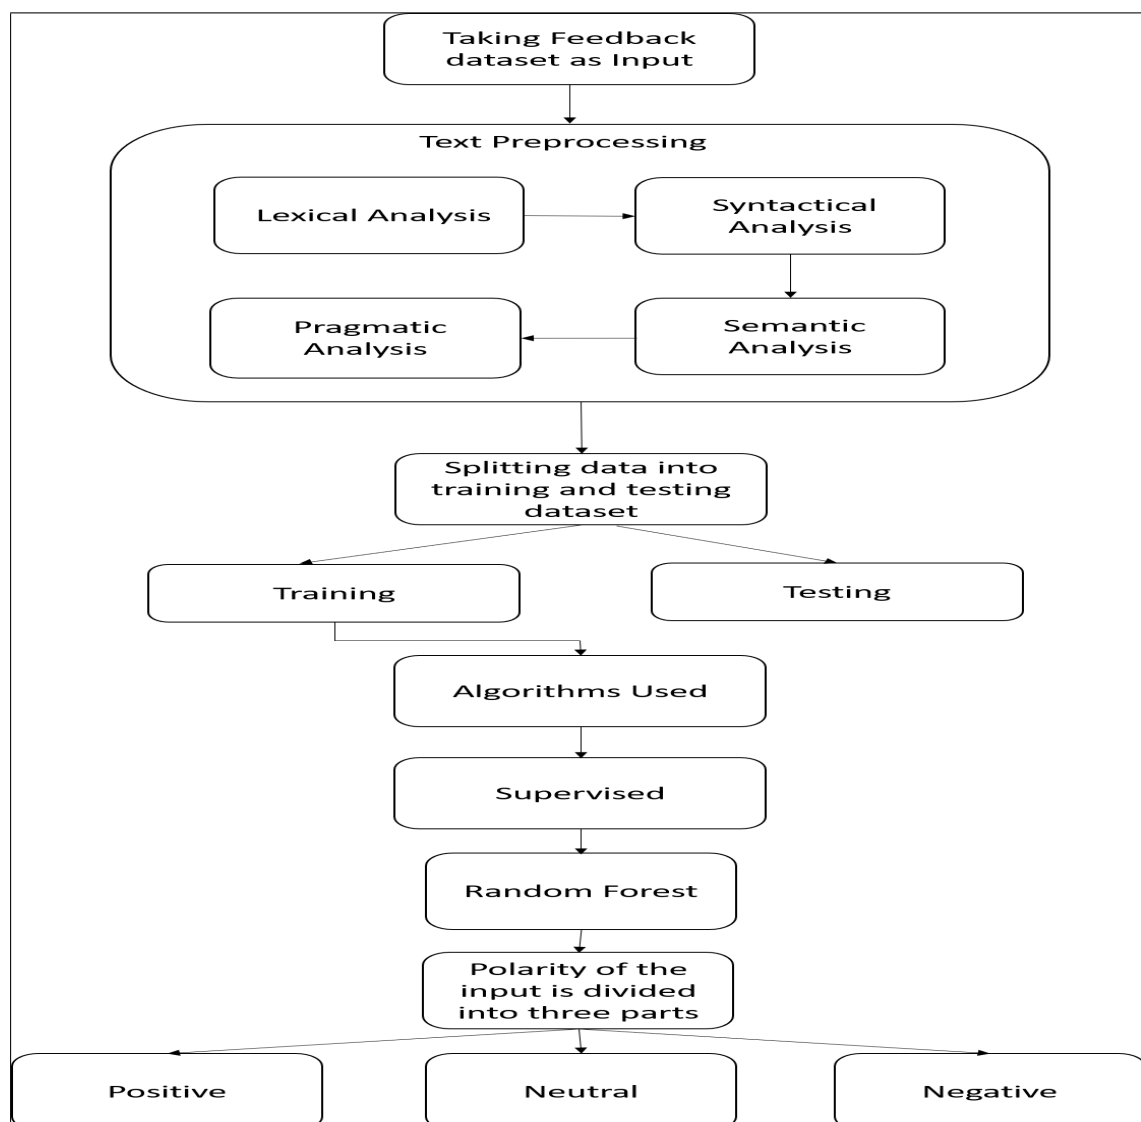 Taking Feedback
dataset as Input
Text Preprocessing
Lexical Analysis
Syntactical
Analysis
Pragmatic
Analysis
Semantic
Analysis
Splitting data into
training and testing
dataset
Training
Testing
Algorithms Used
Supervised
Random Forest
Polarity of the
input is divided
into three parts
Positive
Neutral
Negative